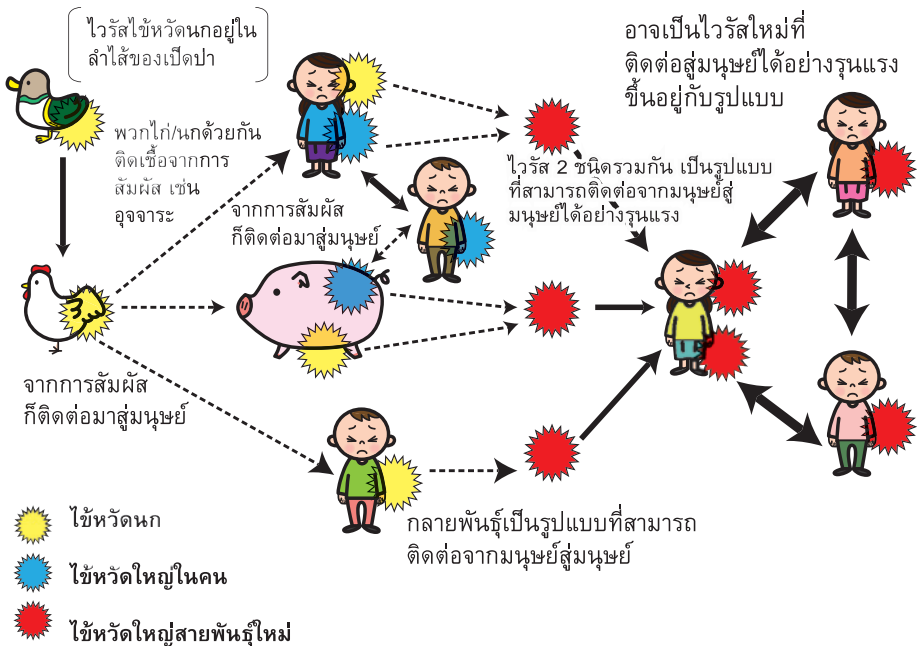 ไวรัสไข้หวัดนกอยู่ใน
ลำไส้ของเป็ดปา
พวกไก่/นกด้วยกัน
ติดเชื้อจากการ
สัมผัส เช่น
อุจจาระ
จากการสัมผัส
ก็ติดต่อมาสู่มนุษย์
จากการสัมผัส
ก็ติดต่อมาสู่มนุษย์
อาจเป็นไวรัสใหม่ที่
ติดต่อสู่มนุษย์ได้อย่างรุนแรง
ขึ้นอยู่กับรูปแบบ
ไวรัส 2 ชนิดรวมกัน เป็นรูปแบบ
ที่สามารถติดต่อจากมนุษย์สู่
มนุษย์ได้อย่างรุนแรง
กลายพันธุ์เป็นรูปแบบที่สามารถ
ติดต่อจากมนุษย์สู่มนุษย์
ไข้หวัดนก
ไข้หวัดใหญ่ในคน
ไข้หวัดใหญ่สายพันธุ์ใหม่